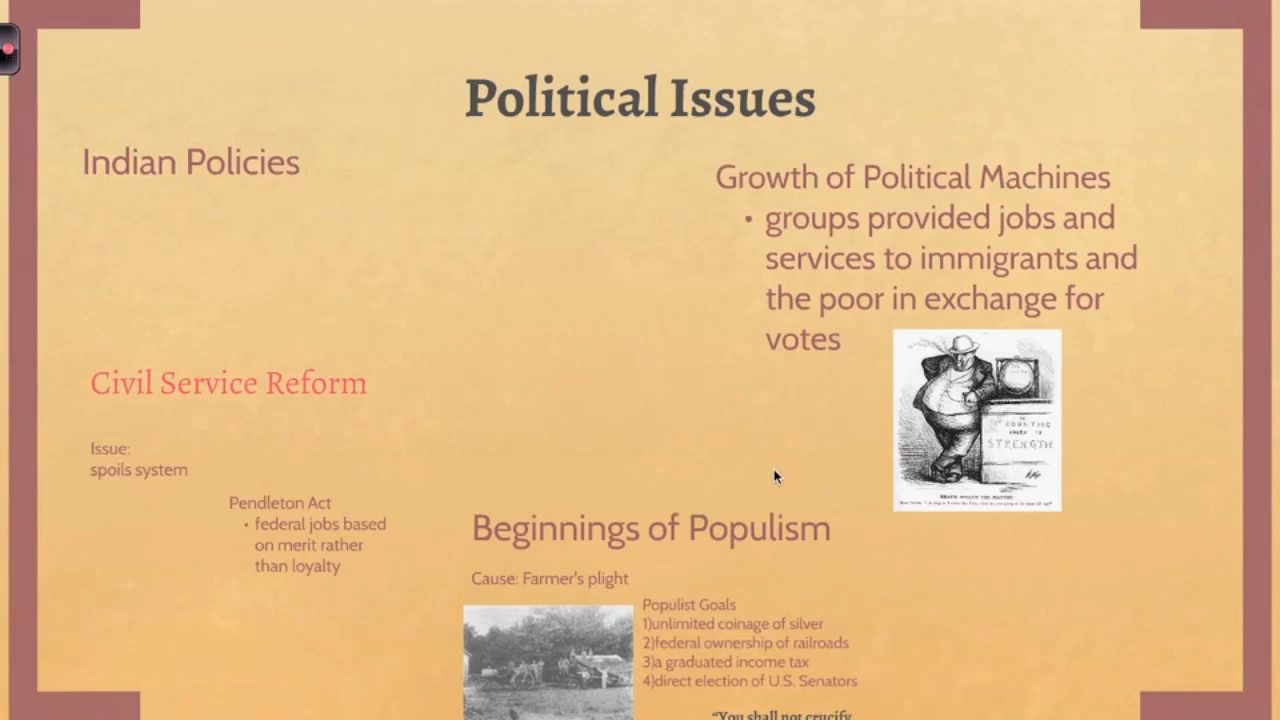 Political Issues
Indian Policies
Growth of Political Machines
• groups provided jobs and
services to immigrants and
the poor in exchange for
votes
COUNTING
STRENGTH
Civil Service Reform
Issue:
spoils system
Pendleton Act
• federal jobs based
on merit rather
than loyalty
Beginnings of Populism
Cause: Farmer's plight
Populist Goals
1)unlimited coinage of silver
2)federal ownership of railroads
3)a graduated income tax
4)direct election of U.S. Senators
"You shall not crucify